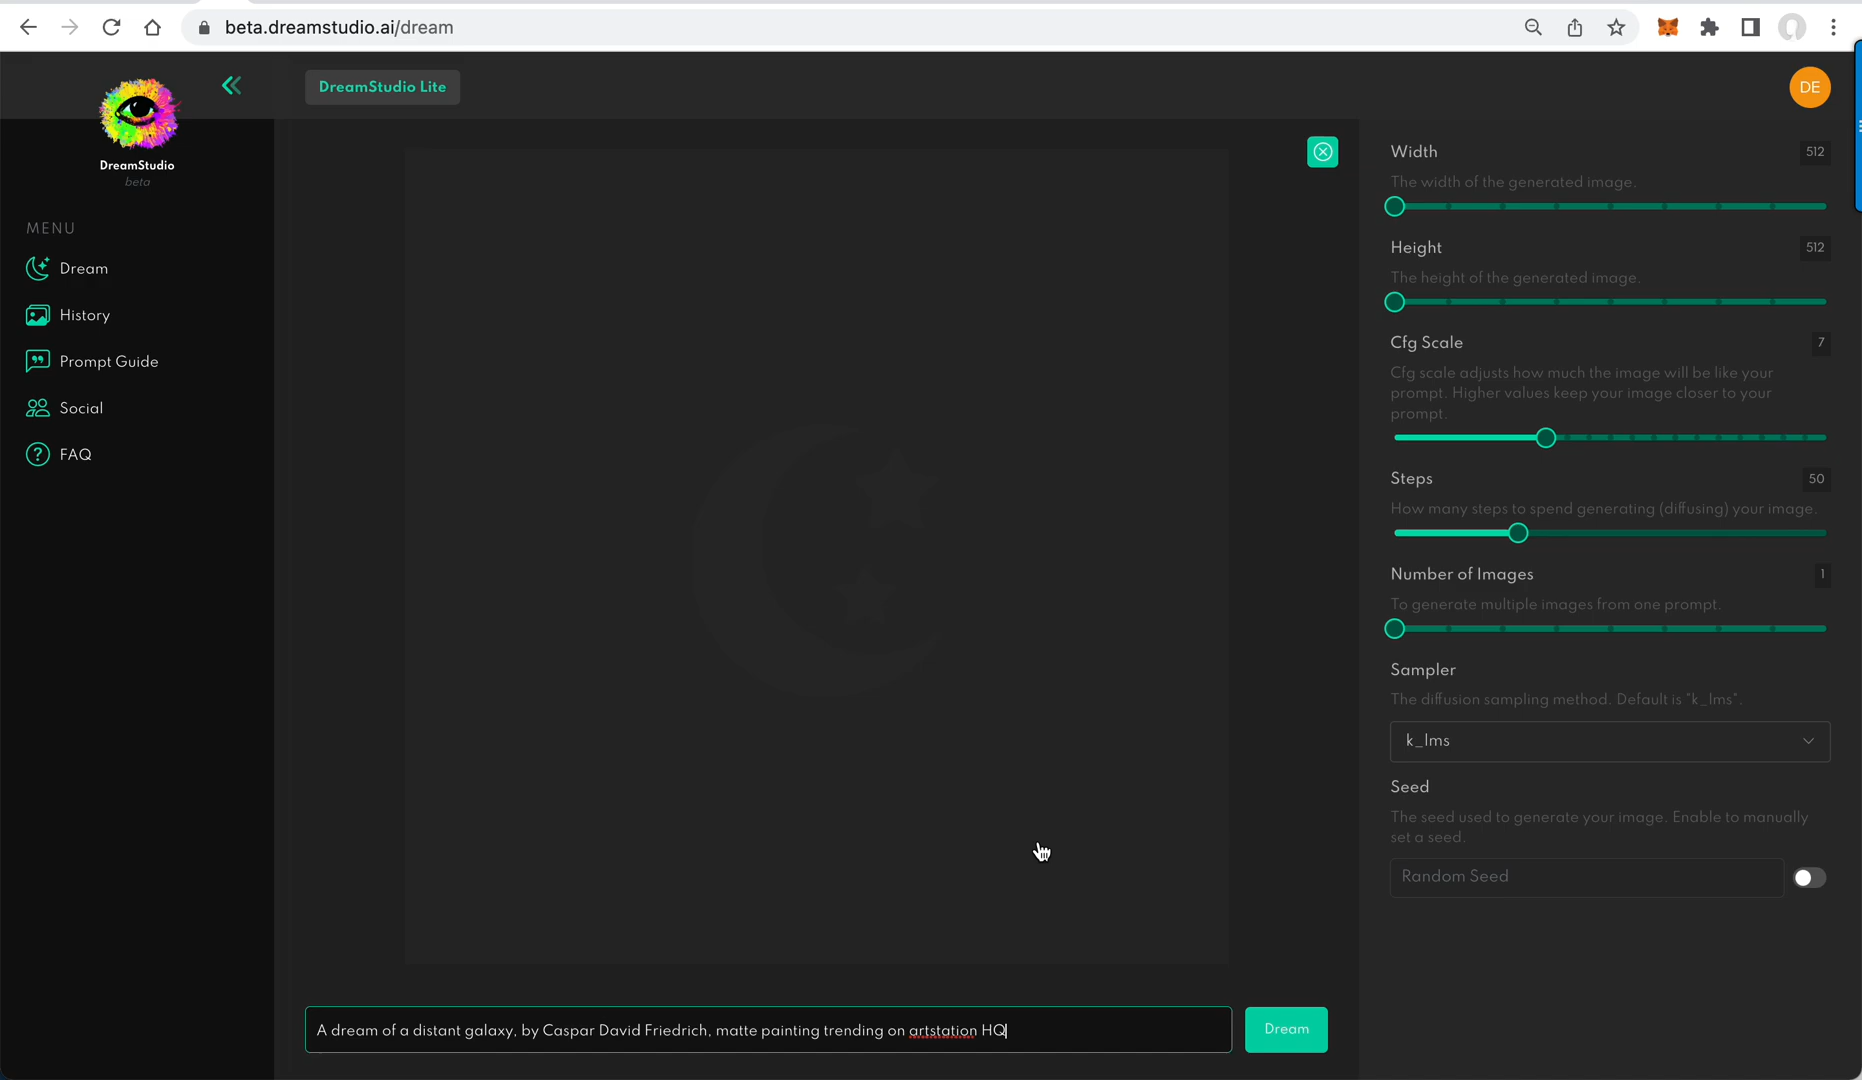 beta.dreamstudio.ai/dream
DreamStudio Lite
DE
DreamStudio
beta
MENU
Dream
History
Prompt Guide
Social
FAQ
Width
512
The width of the generated image.
Height
512
The height of the generated image.
Cfg Scale
7
Cfg scale adjusts how much the image will be like your
prompt. Higher values keep your image closer to your
prompt.
Steps
50
How many steps to spend generating (diffusing) your image.
Number of Images
1
To generate multiple images from one prompt.
Sampler
The diffusion sampling method. Default is "k_lms".
k_lms
Seed
The seed used to generate your image. Enable to manually
set a seed.
Random Seed
A dream of a distant galaxy, by Caspar David Friedrich, matte painting trending on artstation HQ
Dream